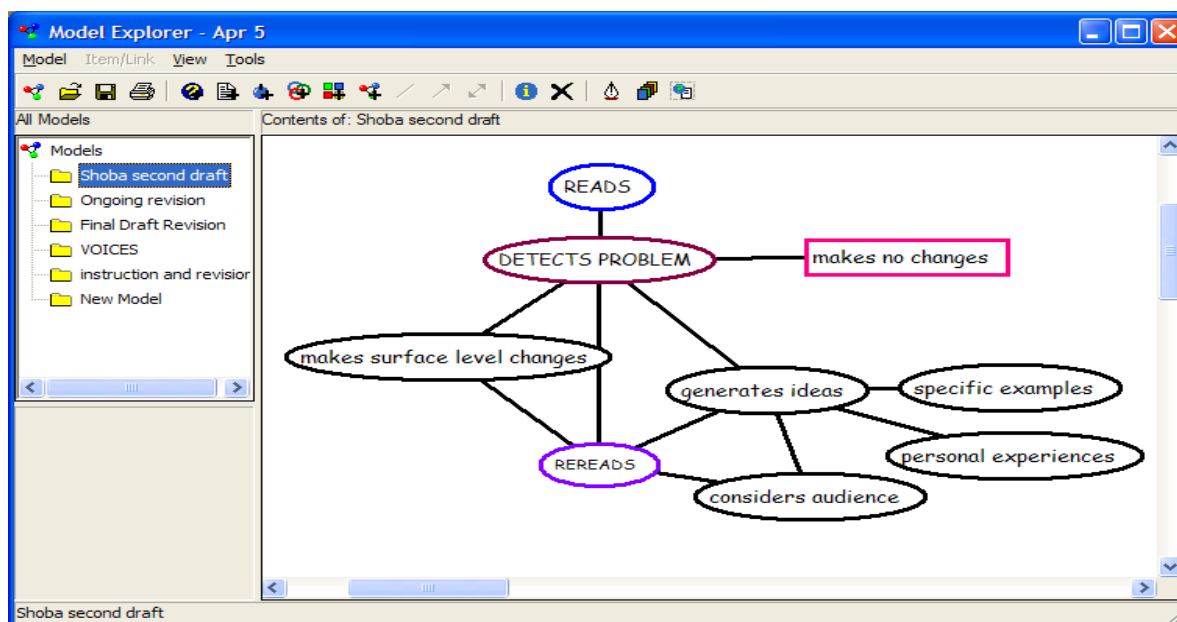 Model Explorer - Apr 5
Model Item/Link View Tools
All Models
Contents of: Shoba second draft
Models
Shoba second draft
Ongoing revision
Final Draft Revision
VOICES
instruction and revision
New Model
READS
DETECTS PROBLEM
makes no changes
makes surface level changes
generates ideas
specific examples
personal experiences
REREADS
considers audience
Shoba second draft